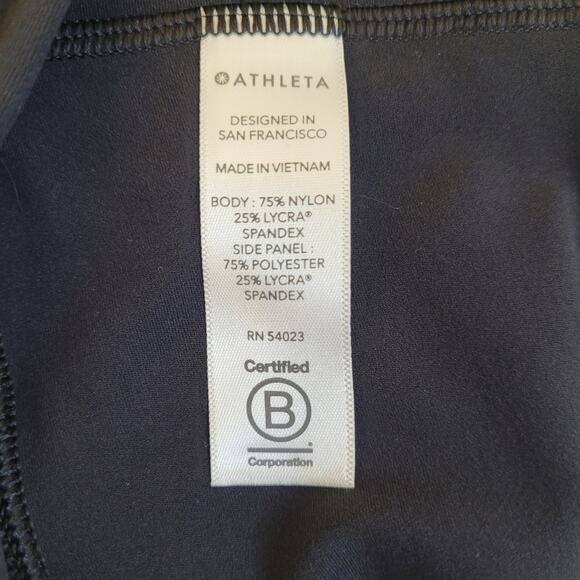 ATHLETA
DESIGNED IN
SAN FRANCISCO
MADE IN VIETNAM
BODY : 75% NYLON
25% LYCRA®
SPANDEX
SIDE PANEL :
75% POLYESTER
25% LYCRA®
SPANDEX
RN 54023
Certified
B
Corporation